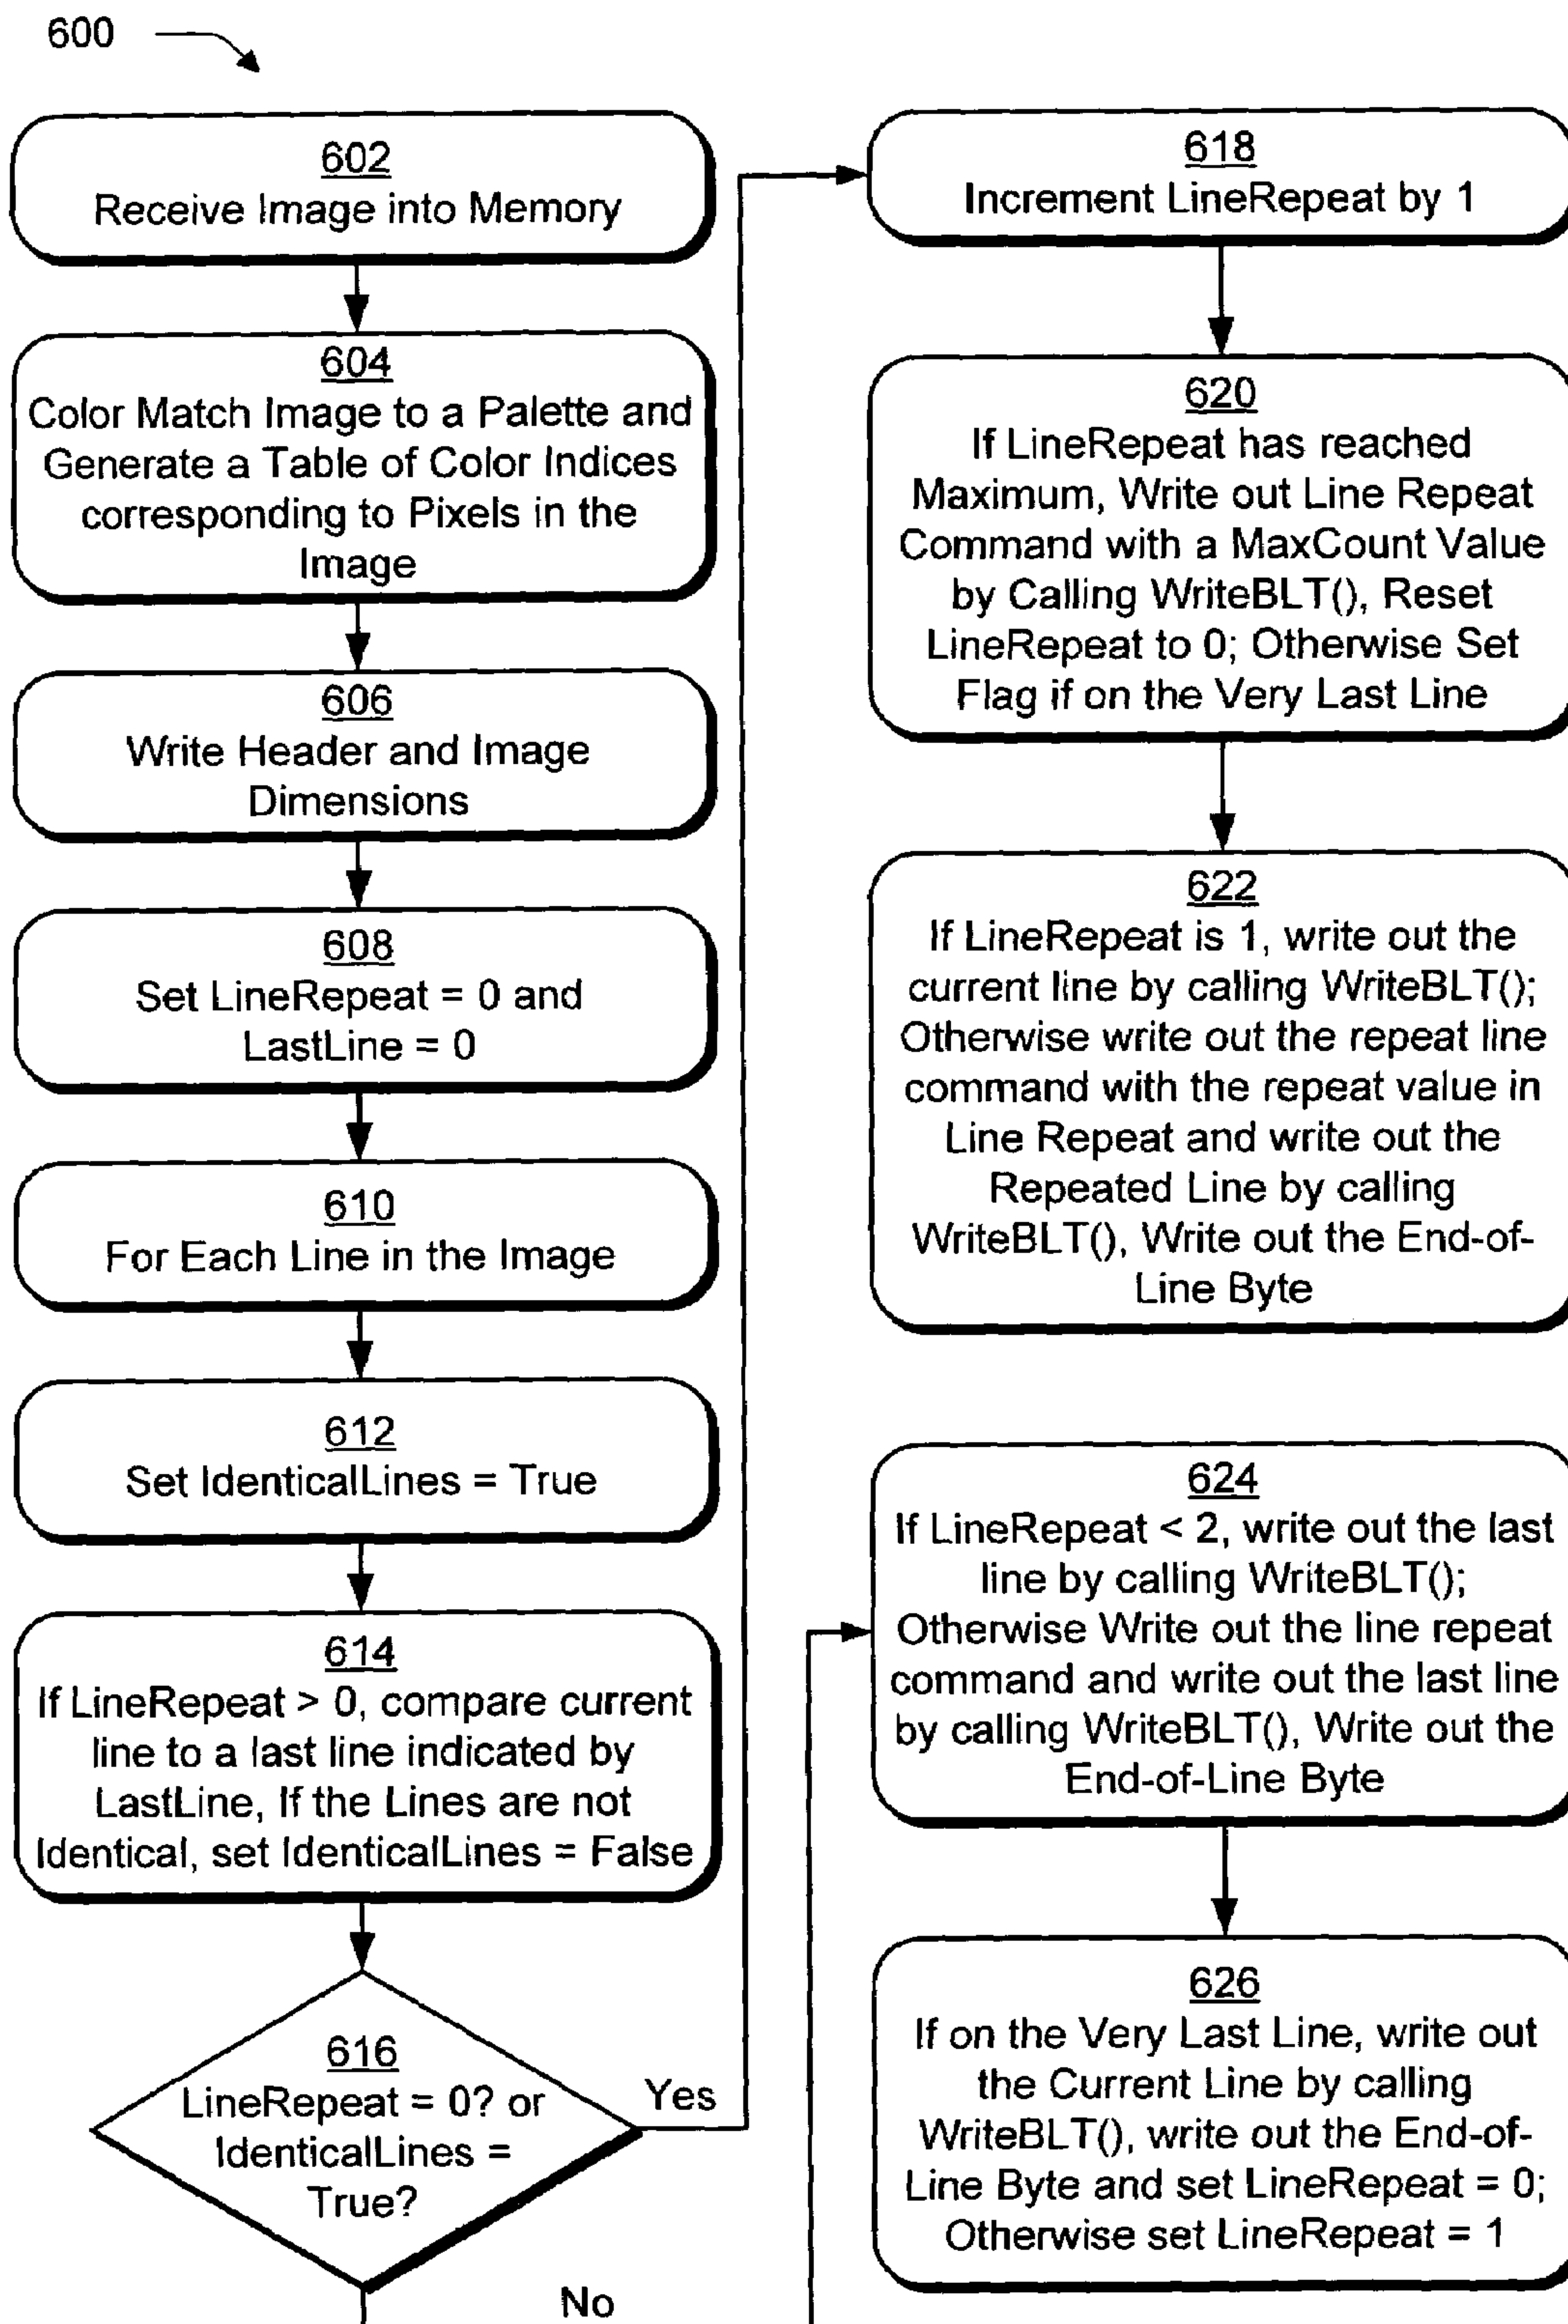 600
602
Receive Image into Memory
604
Color Match Image to a Palette and
Generate a Table of Color Indices
corresponding to Pixels in the
Image
606
Write Header and Image
Dimensions
608
Set LineRepeat = 0 and
LastLine = 0
610
For Each Line in the Image
612
Set IdenticalLines = True
614
If LineRepeat > 0, compare current
line to a last line indicated by
LastLine, If the Lines are not
Identical, set IdenticalLines = False
616
LineRepeat = 0? or
IdenticalLines =
True?
Yes
No
618
Increment LineRepeat by 1
620
If LineRepeat has reached
Maximum, Write out Line Repeat
Command with a MaxCount Value
by Calling WriteBLT(), Reset
LineRepeat to 0; Otherwise Set
Flag if on the Very Last Line
622
If LineRepeat is 1, write out the
current line by calling WriteBLT();
Otherwise write out the repeat line
command with the repeat value in
Line Repeat and write out the
Repeated Line by calling
WriteBLT(), Write out the End-of-
Line Byte
624
If LineRepeat < 2, write out the last
line by calling WriteBLT();
Otherwise Write out the line repeat
command and write out the last line
by calling WriteBLT(), Write out the
End-of-Line Byte
626
If on the Very Last Line, write out
the Current Line by calling
WriteBLT(), write out the End-of-
Line Byte and set LineRepeat = 0;
Otherwise set LineRepeat = 1